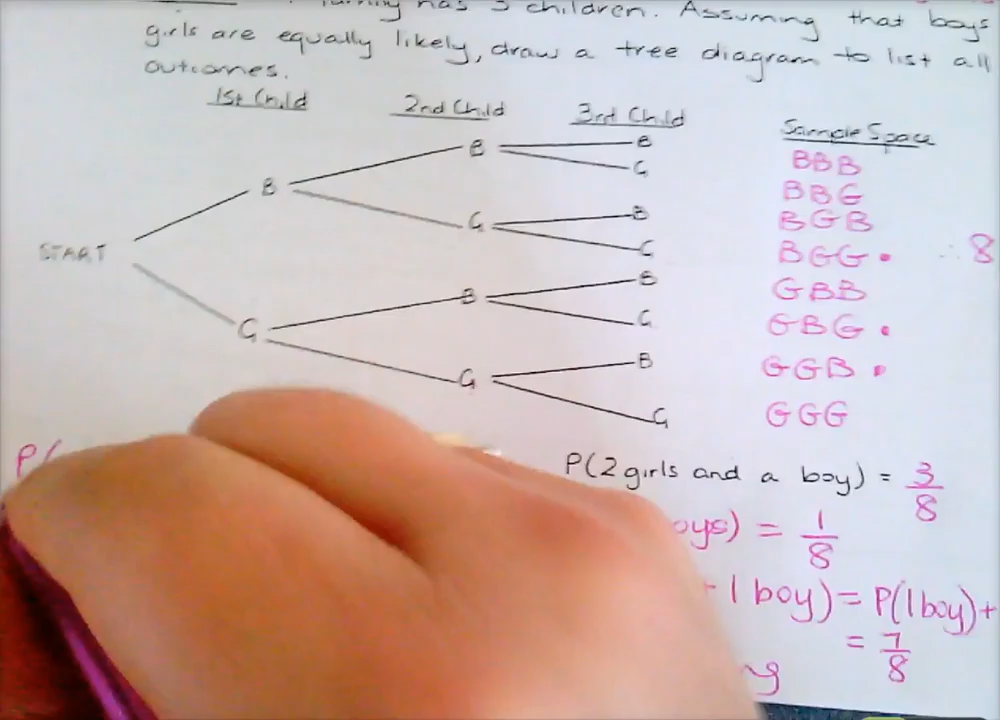 has 3 children. Assuming that boys
girls are equally likely, draw a tree diagram to list all
outcomes.
1st Child 2nd Child 3rd Child Sample Space
B B B BBB
G BBG
G B BGB
START G BGG • ∴ 8
G B B GBB
G GBG •
G B GGB •
G GGG
P( P(2 girls and a boy) = 3/8
oys) = 1/8
1 boy) = P(1 boy) +
= 7/8
y